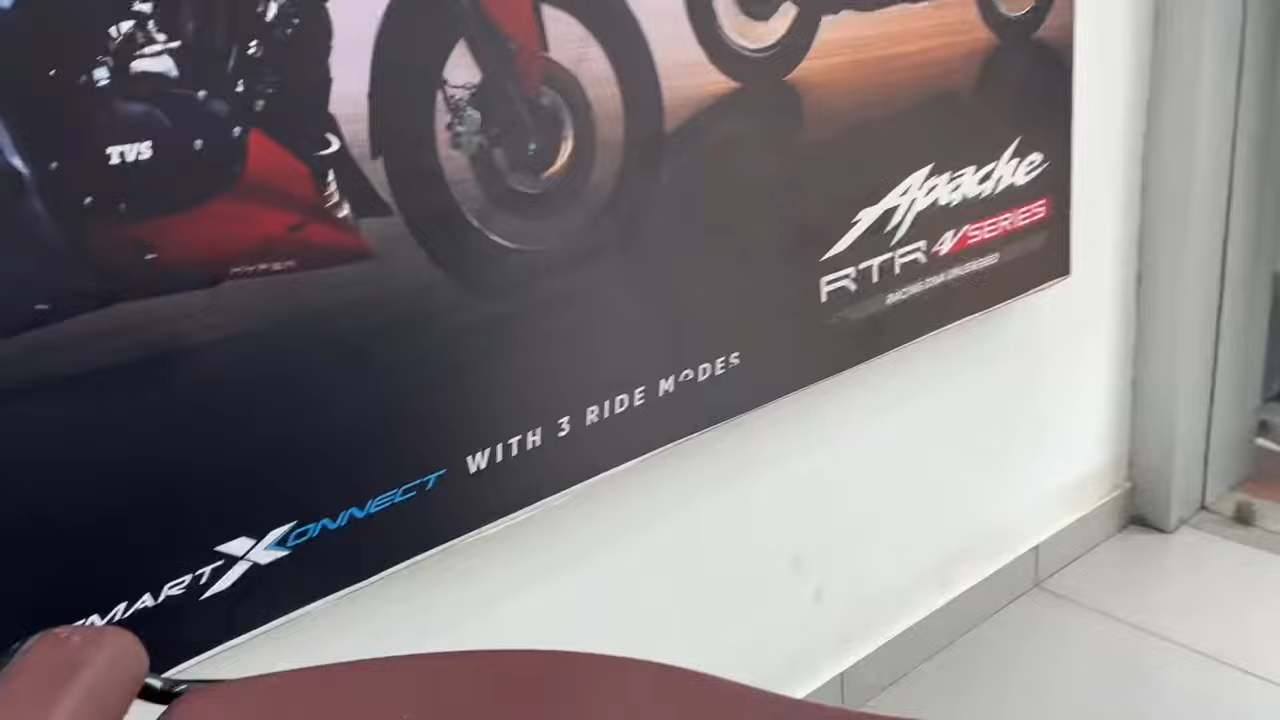 TVS
Apache
RTR 4V SERIES
WITH 3 RIDE MODES
SMARTXONNECT